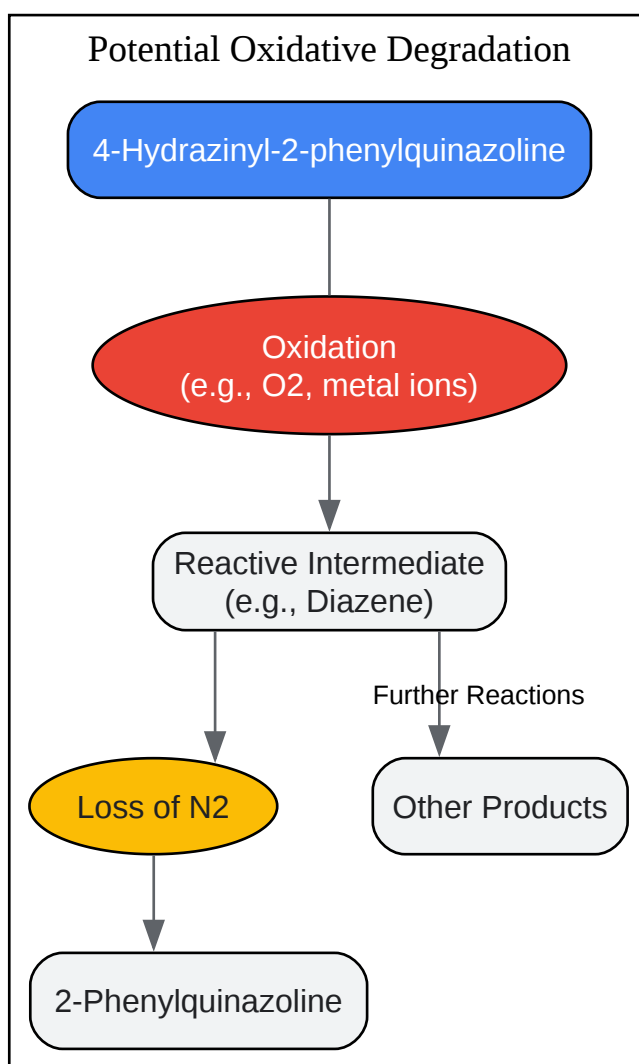 Potential Oxidative Degradation
4-Hydrazinyl-2-phenylquinazoline
Oxidation
(e.g., O2, metal ions)
Reactive Intermediate
(e.g., Diazene)
Further Reactions
Loss of N2
Other Products
2-Phenylquinazoline